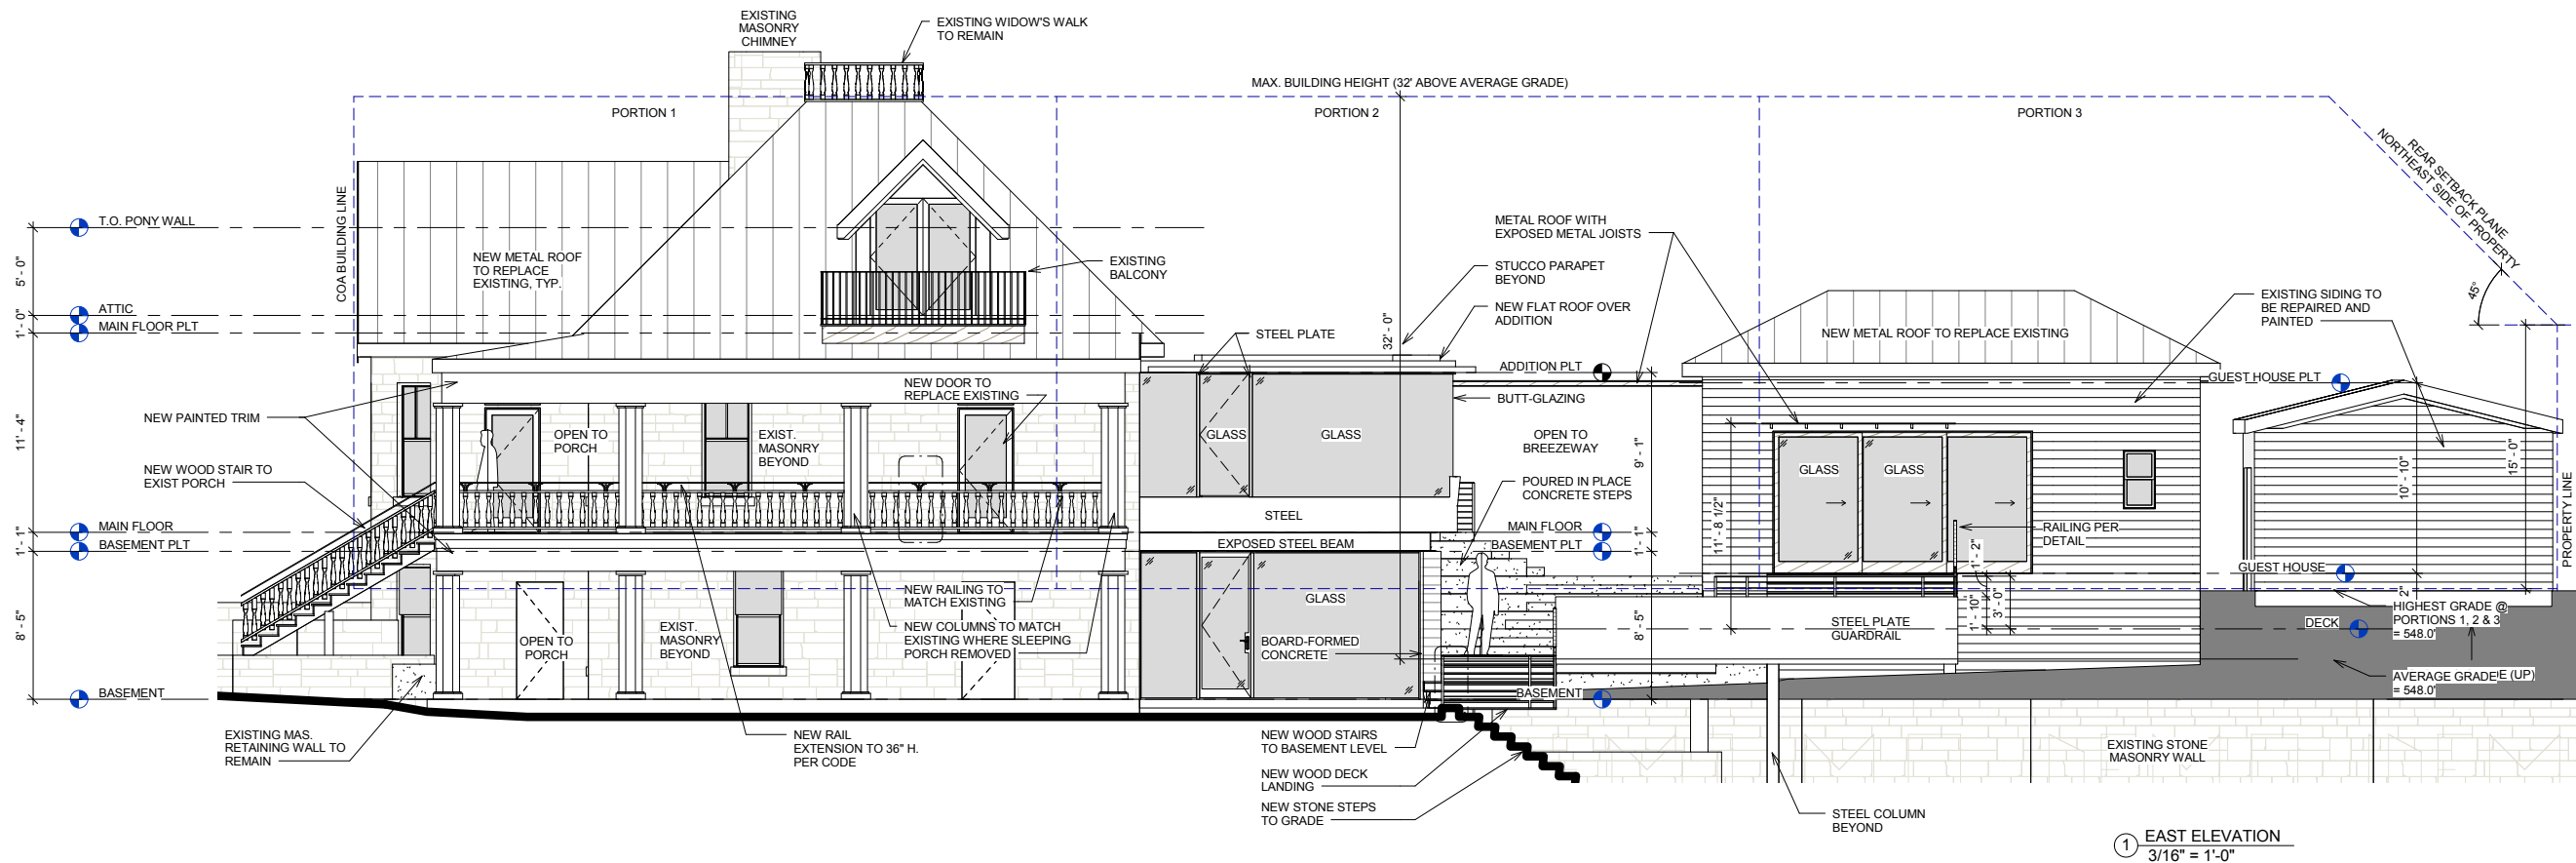 EXISTING
MASONRY
CHIMNEY
EXISTING WIDOW'S WALK
TO REMAIN
MAX. BUILDING HEIGHT (32' ABOVE AVERAGE GRADE)
PORTION 1
PORTION 2
PORTION 3
REAR SETBACK PLANE
NORTHEAST SIDE OF PROPERTY
45°
COA BUILDING LINE
T.O. PONY WALL
5' - 0"
ATTIC
1' - 0"
MAIN FLOOR PLT
NEW METAL ROOF
TO REPLACE
EXISTING, TYP.
EXISTING
BALCONY
METAL ROOF WITH
EXPOSED METAL JOISTS
STUCCO PARAPET
BEYOND
NEW FLAT ROOF OVER
ADDITION
STEEL PLATE
32' - 0"
NEW METAL ROOF TO REPLACE EXISTING
EXISTING SIDING TO
BE REPAIRED AND
PAINTED
ADDITION PLT
GUEST HOUSE PLT
NEW DOOR TO
REPLACE EXISTING
BUTT-GLAZING
NEW PAINTED TRIM
11' - 4"
OPEN TO
PORCH
EXIST.
MASONRY
BEYOND
GLASS
GLASS
OPEN TO
BREEZEWAY
9' - 1"
GLASS
GLASS
10' - 10"
15' - 0"
NEW WOOD STAIR TO
EXIST PORCH
POURED IN PLACE
CONCRETE STEPS
STEEL
11' - 8 1/2"
MAIN FLOOR
1' - 1"
BASEMENT PLT
EXPOSED STEEL BEAM
MAIN FLOOR
1' - 1"
BASEMENT PLT
RAILING PER
DETAIL
1' - 2"
PROPERTY LINE
GUEST HOUSE
2"
NEW RAILING TO
MATCH EXISTING
GLASS
8' - 5"
8' - 5"
1' - 10"
3' - 0"
HIGHEST GRADE @
PORTIONS 1, 2 & 3
= 548.0'
DECK
NEW COLUMNS TO MATCH
EXISTING WHERE SLEEPING
PORCH REMOVED
OPEN TO
PORCH
EXIST.
MASONRY
BEYOND
BOARD-FORMED
CONCRETE
STEEL PLATE
GUARDRAIL
AVERAGE GRADE
= 548.0'
E (UP)
BASEMENT
BASEMENT
EXISTING MAS.
RETAINING WALL TO
REMAIN
NEW RAIL
EXTENSION TO 36" H.
PER CODE
NEW WOOD STAIRS
TO BASEMENT LEVEL
NEW WOOD DECK
LANDING
NEW STONE STEPS
TO GRADE
EXISTING STONE
MASONRY WALL
STEEL COLUMN
BEYOND
1 EAST ELEVATION
3/16" = 1'-0"